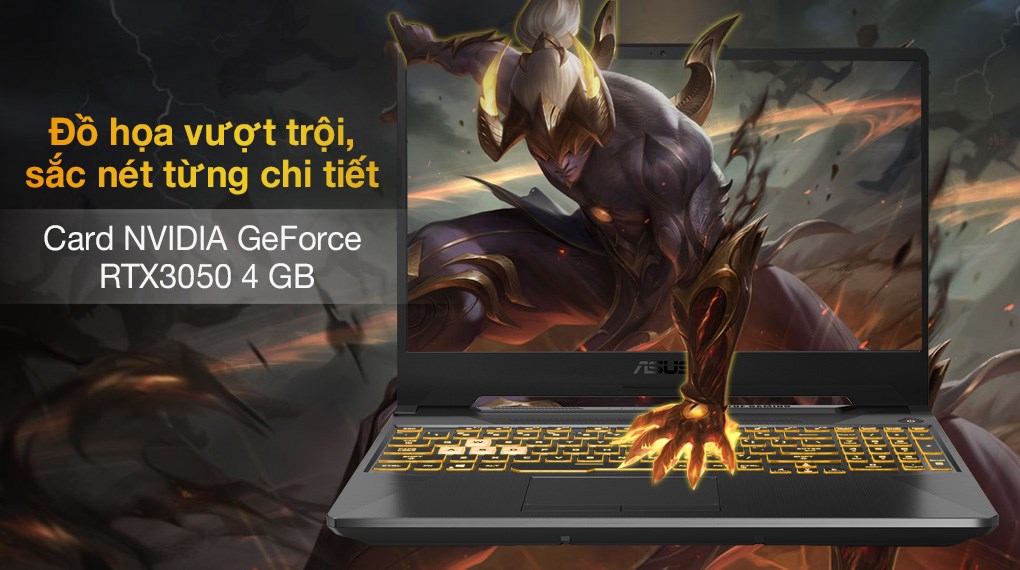 Đồ họa vượt trội,
sắc nét từng chi tiết
Card NVIDIA GeForce
RTX3050 4 GB
ASUS